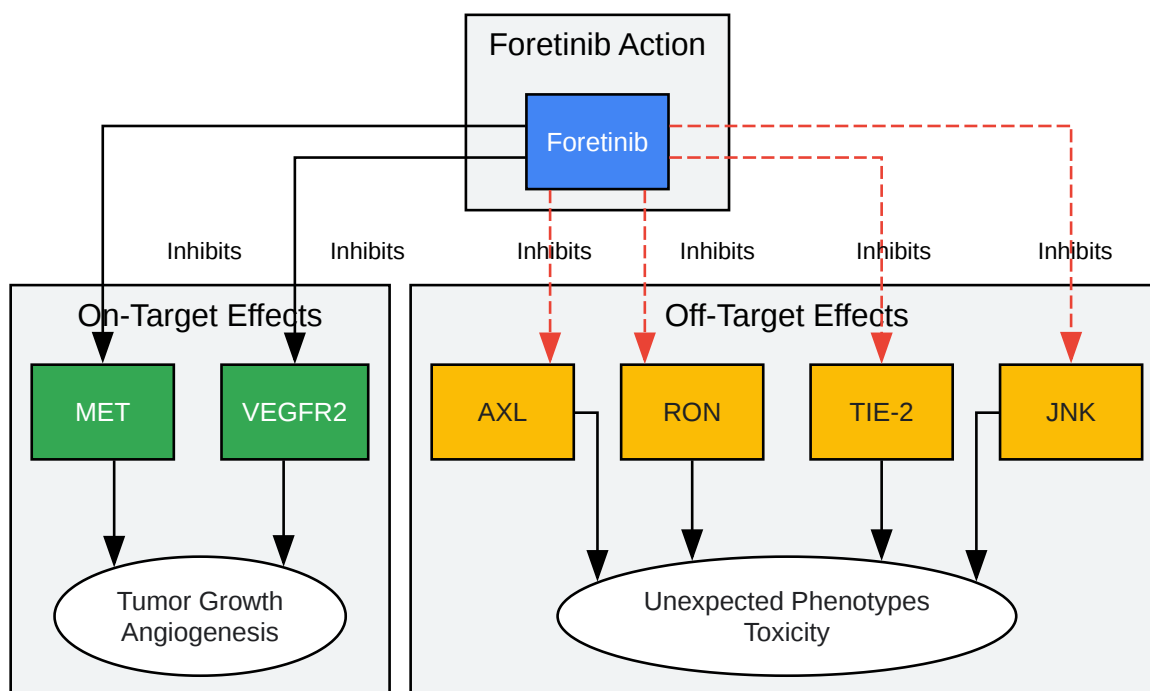 Foretinib Action
Foretinib
Inhibits
Inhibits
Inhibits
Inhibits
Inhibits
Inhibits
On-Target Effects
Off-Target Effects
MET
VEGFR2
AXL
RON
TIE-2
JNK
Tumor Growth
Angiogenesis
Unexpected Phenotypes
Toxicity